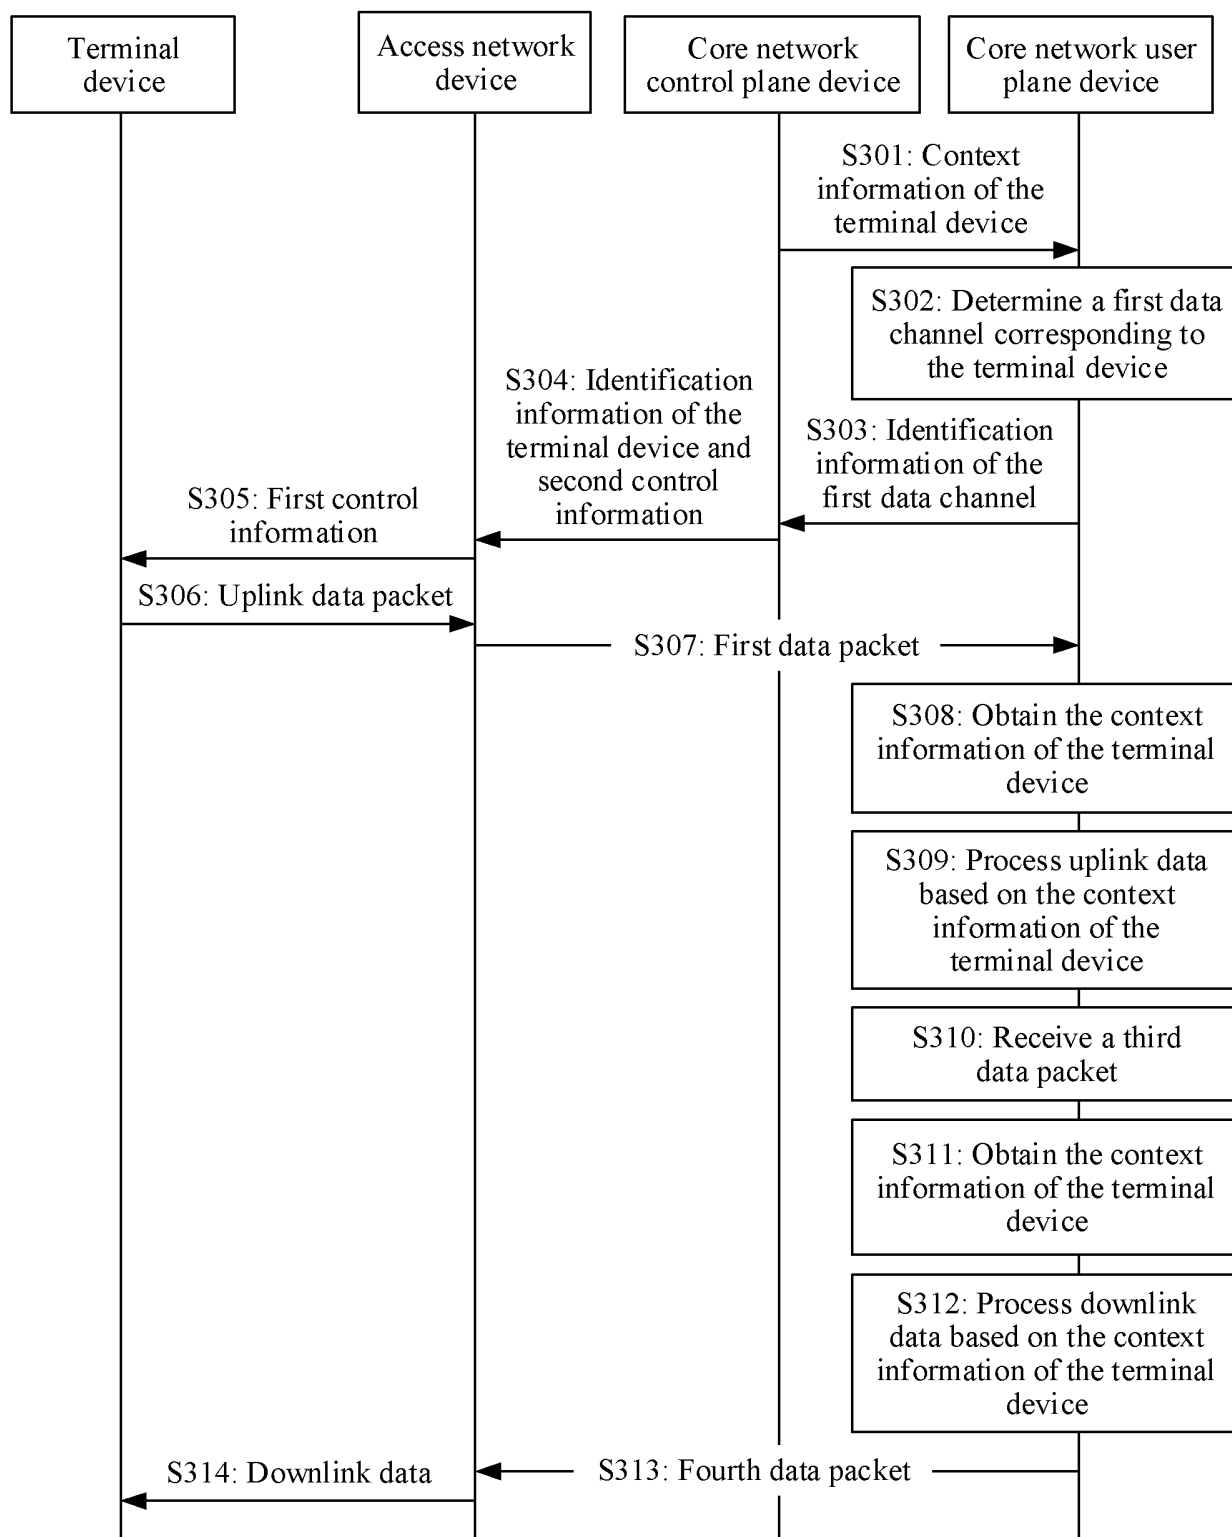 Terminal
device
Access network
device
Core network
control plane device
Core network user
plane device
S301: Context
information of the
terminal device
S302: Determine a first data
channel corresponding to
the terminal device
S303: Identification
information of the
first data channel
S304: Identification
information of the
terminal device and
second control
information
S305: First control
information
S306: Uplink data packet
S307: First data packet
S308: Obtain the context
information of the terminal
device
S309: Process uplink data
based on the context
information of the
terminal device
S310: Receive a third
data packet
S311: Obtain the context
information of the terminal
device
S312: Process downlink
data based on the context
information of the terminal
device
S313: Fourth data packet
S314: Downlink data